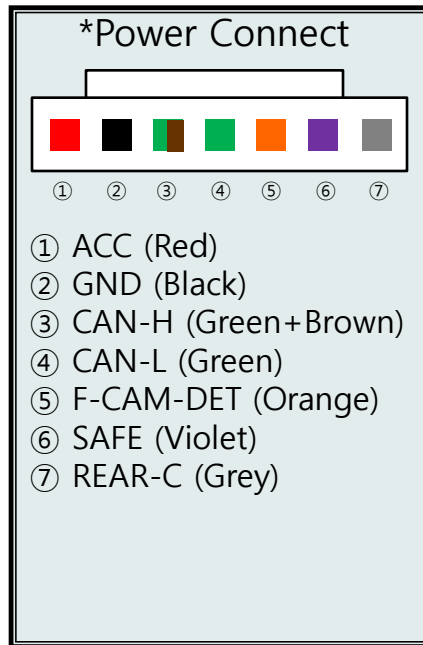 *Power Connect
① ② ③ ④ ⑤ ⑥ ⑦
① ACC (Red)
② GND (Black)
③ CAN-H (Green+Brown)
④ CAN-L (Green)
⑤ F-CAM-DET (Orange)
⑥ SAFE (Violet)
⑦ REAR-C (Grey)